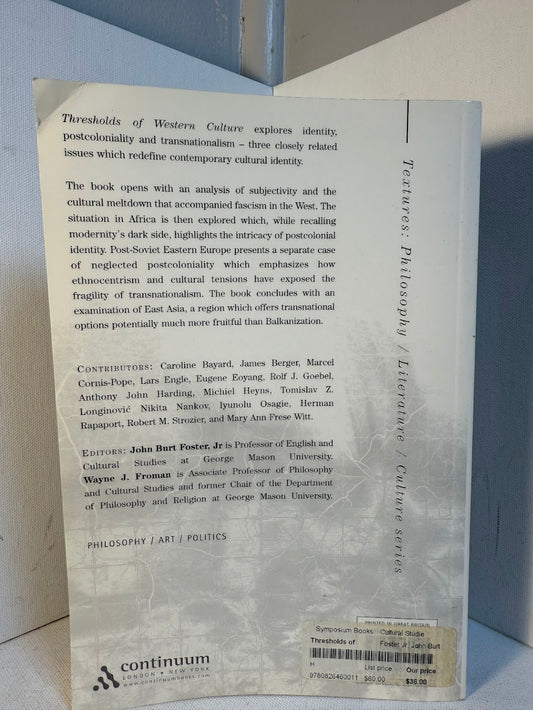 Thresholds of Western Culture explores identity,
postcoloniality and transnationalism – three closely related
issues which redefine contemporary cultural identity.
The book opens with an analysis of subjectivity and the
cultural meltdown that accompanied fascism in the West. The
situation in Africa is then explored which, while recalling
modernity's dark side, highlights the intricacy of postcolonial
identity. Post-Soviet Eastern Europe presents a separate case
of neglected postcoloniality which emphasizes how
ethnocentrism and cultural tensions have exposed the
fragility of transnationalism. The book concludes with an
examination of East Asia, a region which offers transnational
options potentially much more fruitful than Balkanization.
CONTRIBUTORS: Caroline Bayard, James Berger, Marcel
Cornis-Pope, Lars Engle, Eugene Eoyang, Rolf J. Goebel,
Anthony John Harding, Michiel Heyns, Tomislav Z.
Longinović Nikita Nankov, Iyunolu Osagie, Herman
Rapaport, Robert M. Strozier, and Mary Ann Frese Witt.
EDITORS: John Burt Foster, Jr is Professor of English and
Cultural Studies at George Mason University.
Wayne J. Froman is Associate Professor of Philosophy
and Cultural Studies and former Chair of the Department
of Philosophy and Religion at George Mason University.
PHILOSOPHY / ART / POLITICS
Textures: Philosophy / Literature / Culture series
continuum
LONDON • NEW YORK
www.continuumbooks.com
PRINTED IN GREAT BRITAIN
Symposium Books Cultural Studie
Thresholds of Foster Jr, John Burt
H List price Our price
9780826460011 $60.00 $36.00